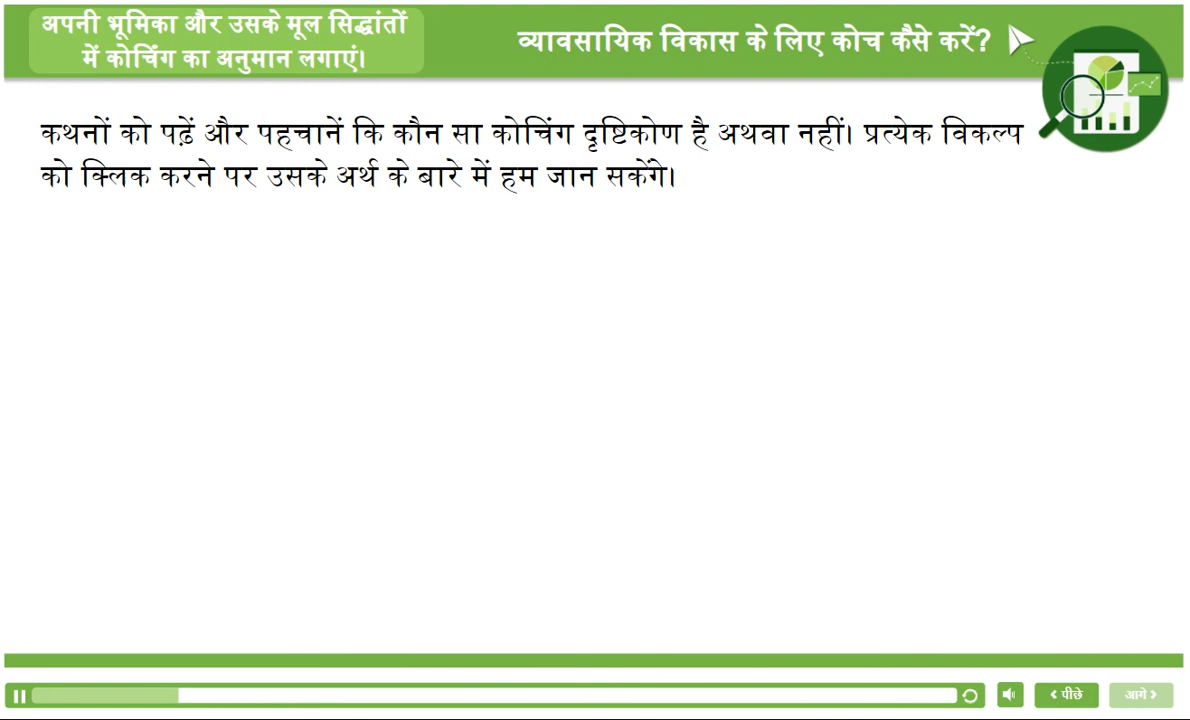 अपनी भूमिका और उसके मूल सिद्धांतों
में कोचिंग का अनुमान लगाएं।
व्यावसायिक विकास के लिए कोच कैसे करें?
कथनों को पढ़ें और पहचानें कि कौन सा कोचिंग दृष्टिकोण है अथवा नहीं। प्रत्येक विकल्प
को क्लिक करने पर उसके अर्थ के बारे में हम जान सकेंगे।
पीछे
आगे